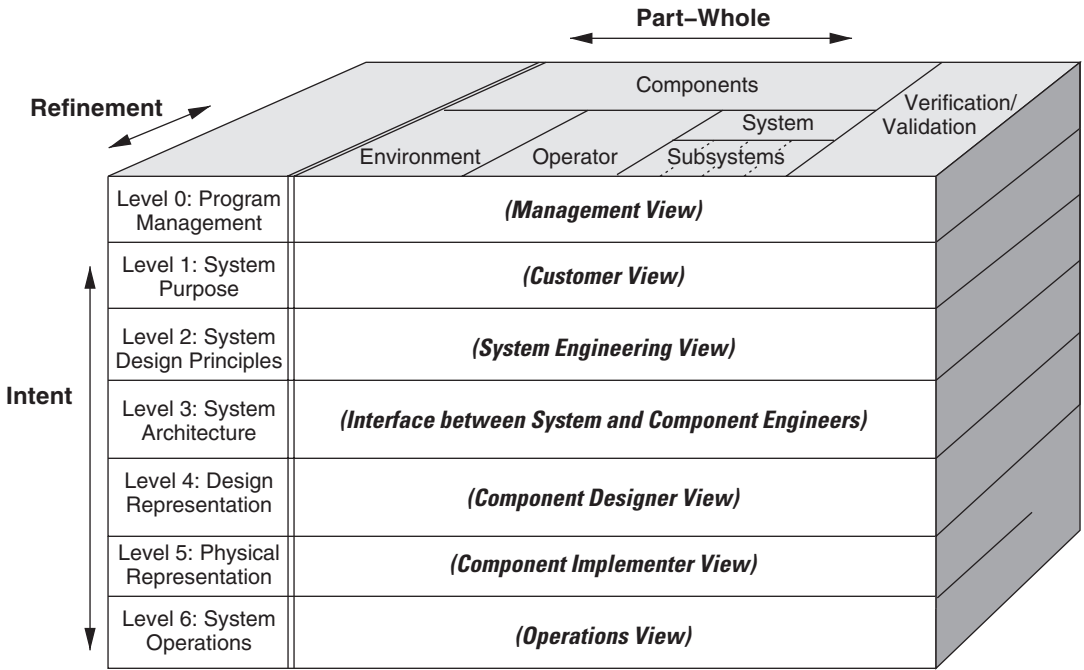 Part–Whole
Refinement
Components
Verification/
Validation
System
Environment
Operator
Subsystems
Level 0: Program
Management
(Management View)
Level 1: System
Purpose
(Customer View)
Level 2: System
Design Principles
(System Engineering View)
Intent
Level 3: System
Architecture
(Interface between System and Component Engineers)
Level 4: Design
Representation
(Component Designer View)
Level 5: Physical
Representation
(Component Implementer View)
Level 6: System
Operations
(Operations View)